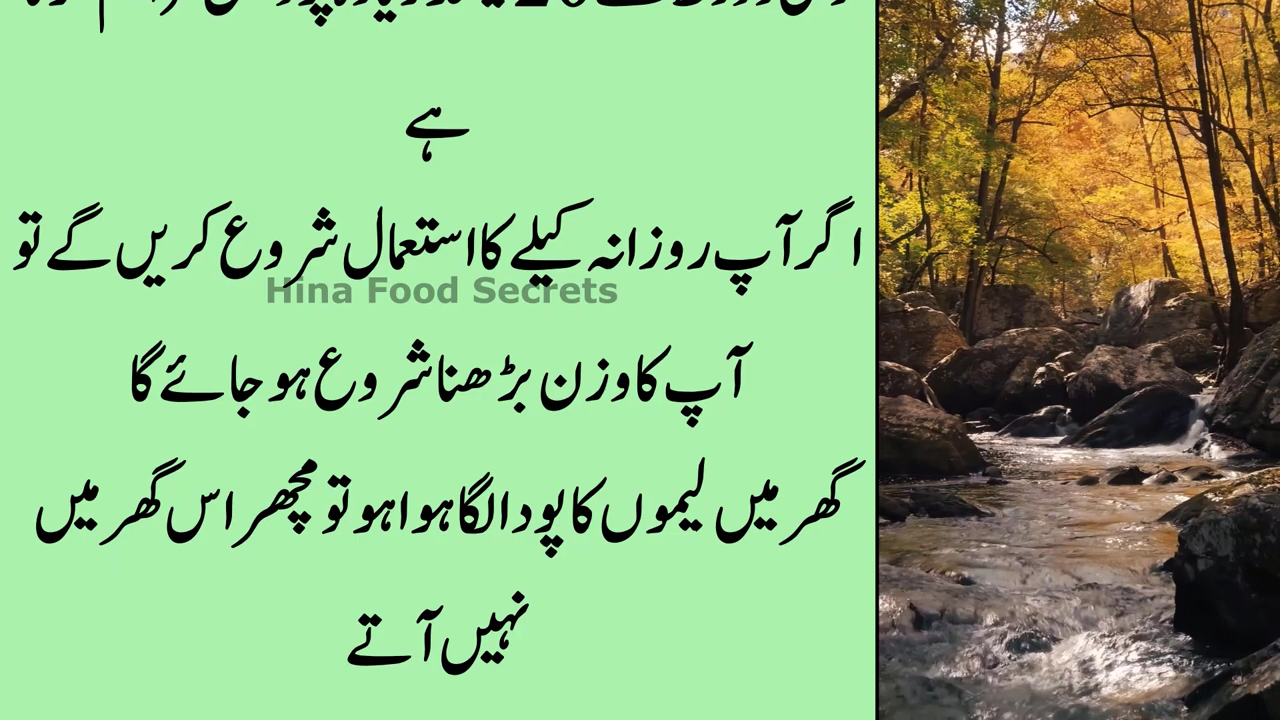 ہے
اگر آپ روزانہ کیلے کا استعمال شروع کریں گے تو
Hina Food Secrets
آپ کا وزن بڑھنا شروع ہو جائے گا
گھر میں لیموں کا پودا لگا ہوا ہو تو مچھر اس گھر میں
نہیں آتے